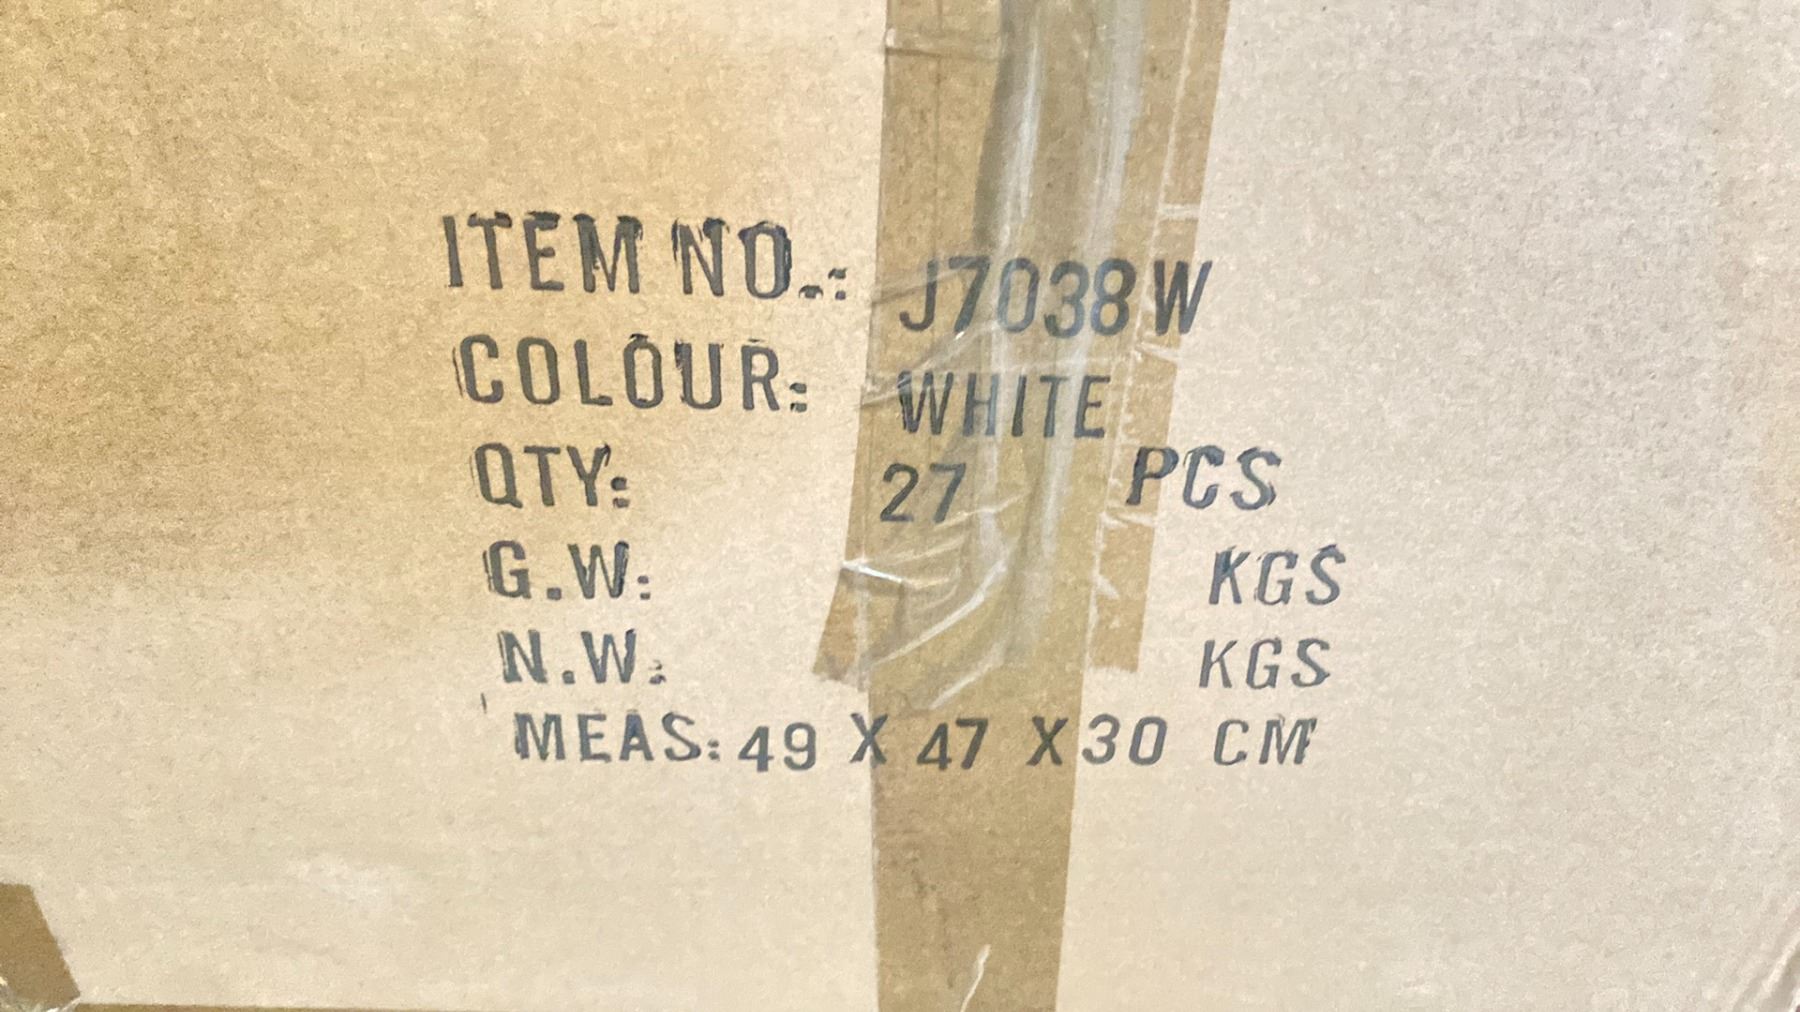 ITEM NO.: J7038W
COLOUR: WHITE
QTY: 27 PCS
G.W: KGS
N.W: KGS
MEAS: 49 X 47 X 30 CM